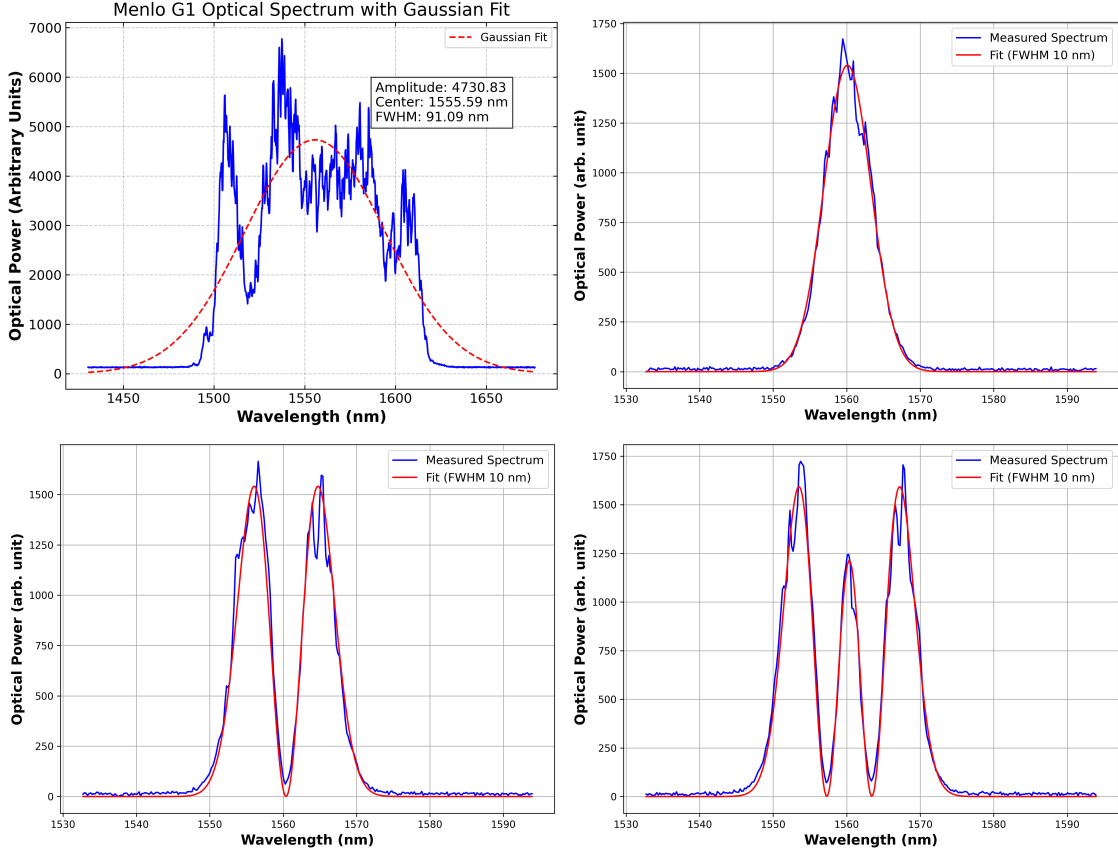 Menlo G1 Optical Spectrum with Gaussian Fit
Optical Power (Arbitrary Units)
7000
6000
5000
4000
3000
2000
1000
0
Gaussian Fit
Amplitude: 4730.83
Center: 1555.59 nm
FWHM: 91.09 nm
1450 1500 1550 1600 1650
Wavelength (nm)
Optical Power (arb. unit)
1750
1500
1250
1000
750
500
250
0
Measured Spectrum
Fit (FWHM 10 nm)
1530 1540 1550 1560 1570 1580 1590
Wavelength (nm)
Optical Power (arb. unit)
1500
1250
1000
750
500
250
0
Measured Spectrum
Fit (FWHM 10 nm)
1530 1540 1550 1560 1570 1580 1590
Wavelength (nm)
Optical Power (arb. unit)
1750
1500
1250
1000
750
500
250
0
Measured Spectrum
Fit (FWHM 10 nm)
1530 1540 1550 1560 1570 1580 1590
Wavelength (nm)